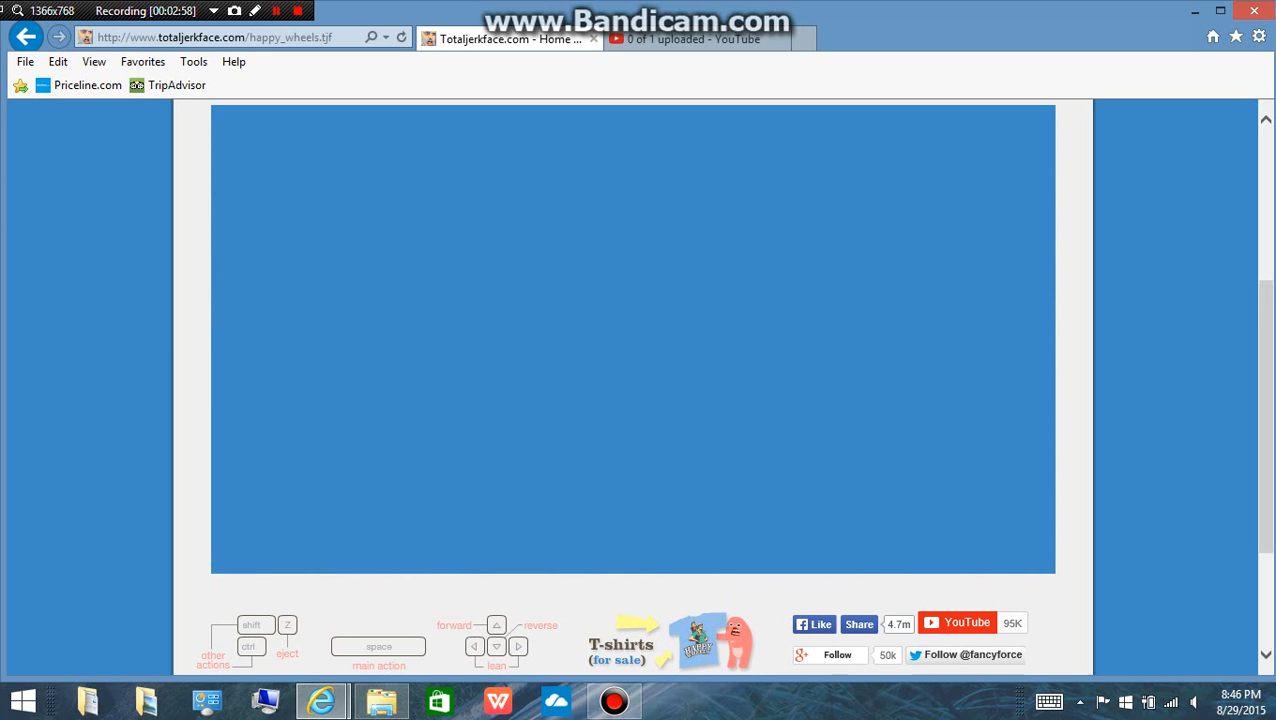 1366x768 Recording [00:02:58]
www.Bandicam.com
http://www.totaljerkface.com/happy_wheels.tjf
Totaljerkface.com - Home ...
0 of 1 uploaded - YouTube
File Edit View Favorites Tools Help
Priceline.com TripAdvisor
shift Z
ctrl
other actions
eject
space
main action
forward
reverse
lean
T-shirts
(for sale)
HAPPY
Like Share 4.7m
YouTube 95K
Follow 50k
Follow @fancyforce
8:46 PM
8/29/2015